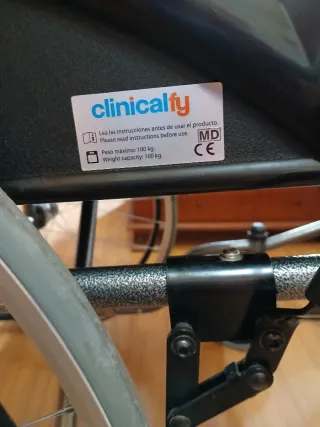 clinicalfy
Lea las instrucciones antes de usar el producto.
Please read instructions before use.
MD
Peso máximo: 100 kg.
Weight capacity: 100 kg.
CE